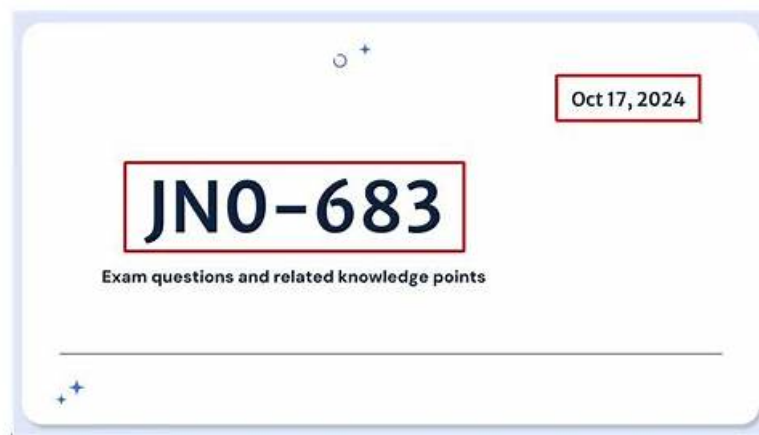 Oct 17, 2024
JN0-683
Exam questions and related knowledge points